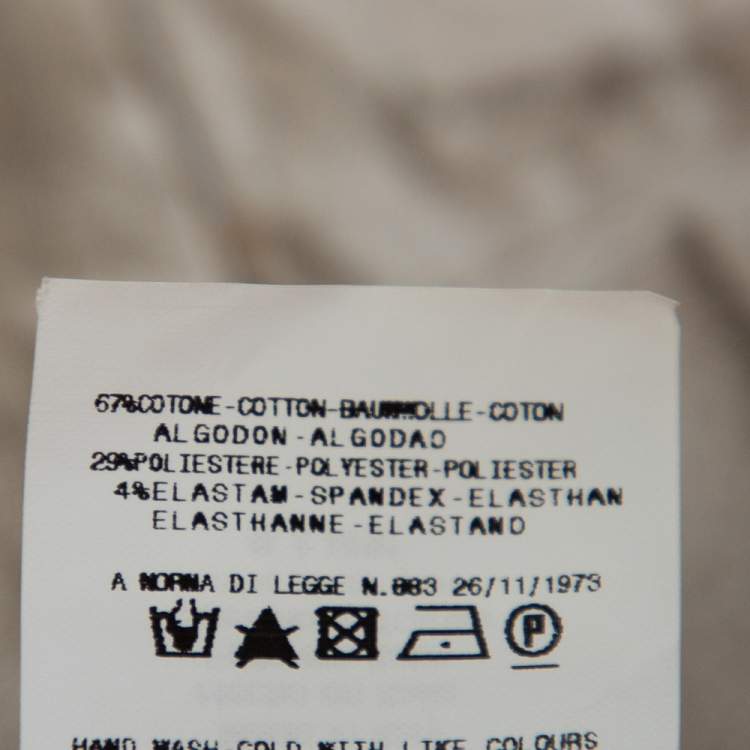 67%COTONE-COTTON-BAUMWOLLE-COTON
ALGODON-ALGODAO
29%POLIESTERE-POLYESTER-POLIESTER
4%ELASTAM-SPANDEX-ELASTHAN
ELASTHANNE-ELASTANO
A NORMA DI LEGGE N.883 26/11/1973
P
HAND WASH COLD WITH LIKE COLOURS